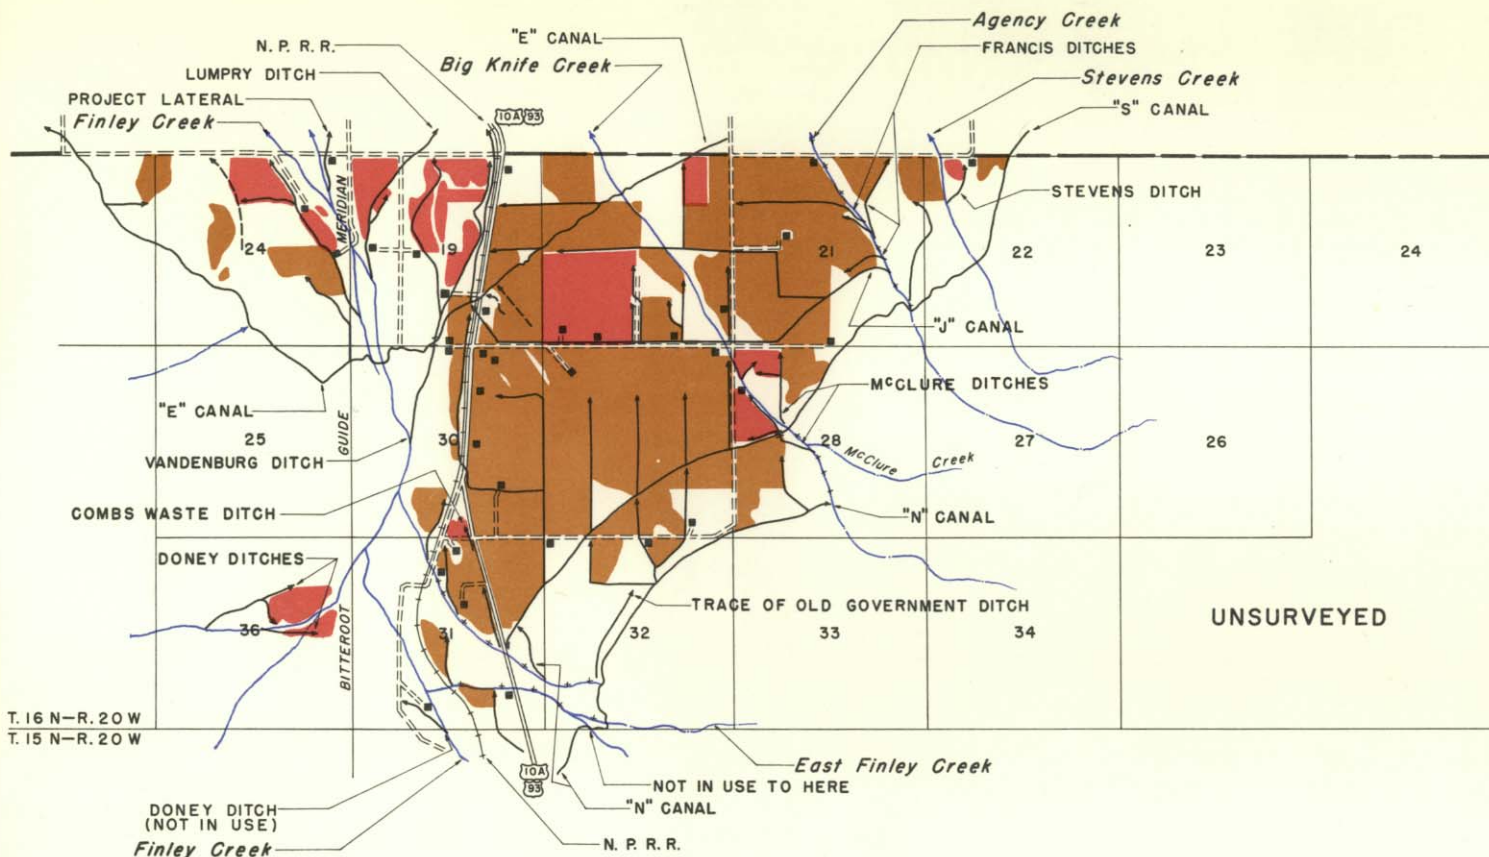 Agency Creek
"E" CANAL
FRANCIS DITCHES
N. P. R. R.
Big Knife Creek
LUMPRY DITCH
Stevens Creek
PROJECT LATERAL
"S" CANAL
Finley Creek
10A 93
STEVENS DITCH
MERIDIAN
24
19
21
22
23
24
"J" CANAL
"E" CANAL
MCCLURE DITCHES
GUIDE
25
30
28
27
26
VANDENBURG DITCH
McClure Creek
COMBS WASTE DITCH
"N" CANAL
DONEY DITCHES
TRACE OF OLD GOVERNMENT DITCH
UNSURVEYED
BITTEROOT
36
31
32
33
34
T. 16 N–R. 20 W
T. 15 N–R. 20 W
East Finley Creek
10A
93
NOT IN USE TO HERE
DONEY DITCH
(NOT IN USE)
"N" CANAL
Finley Creek
N. P. R. R.